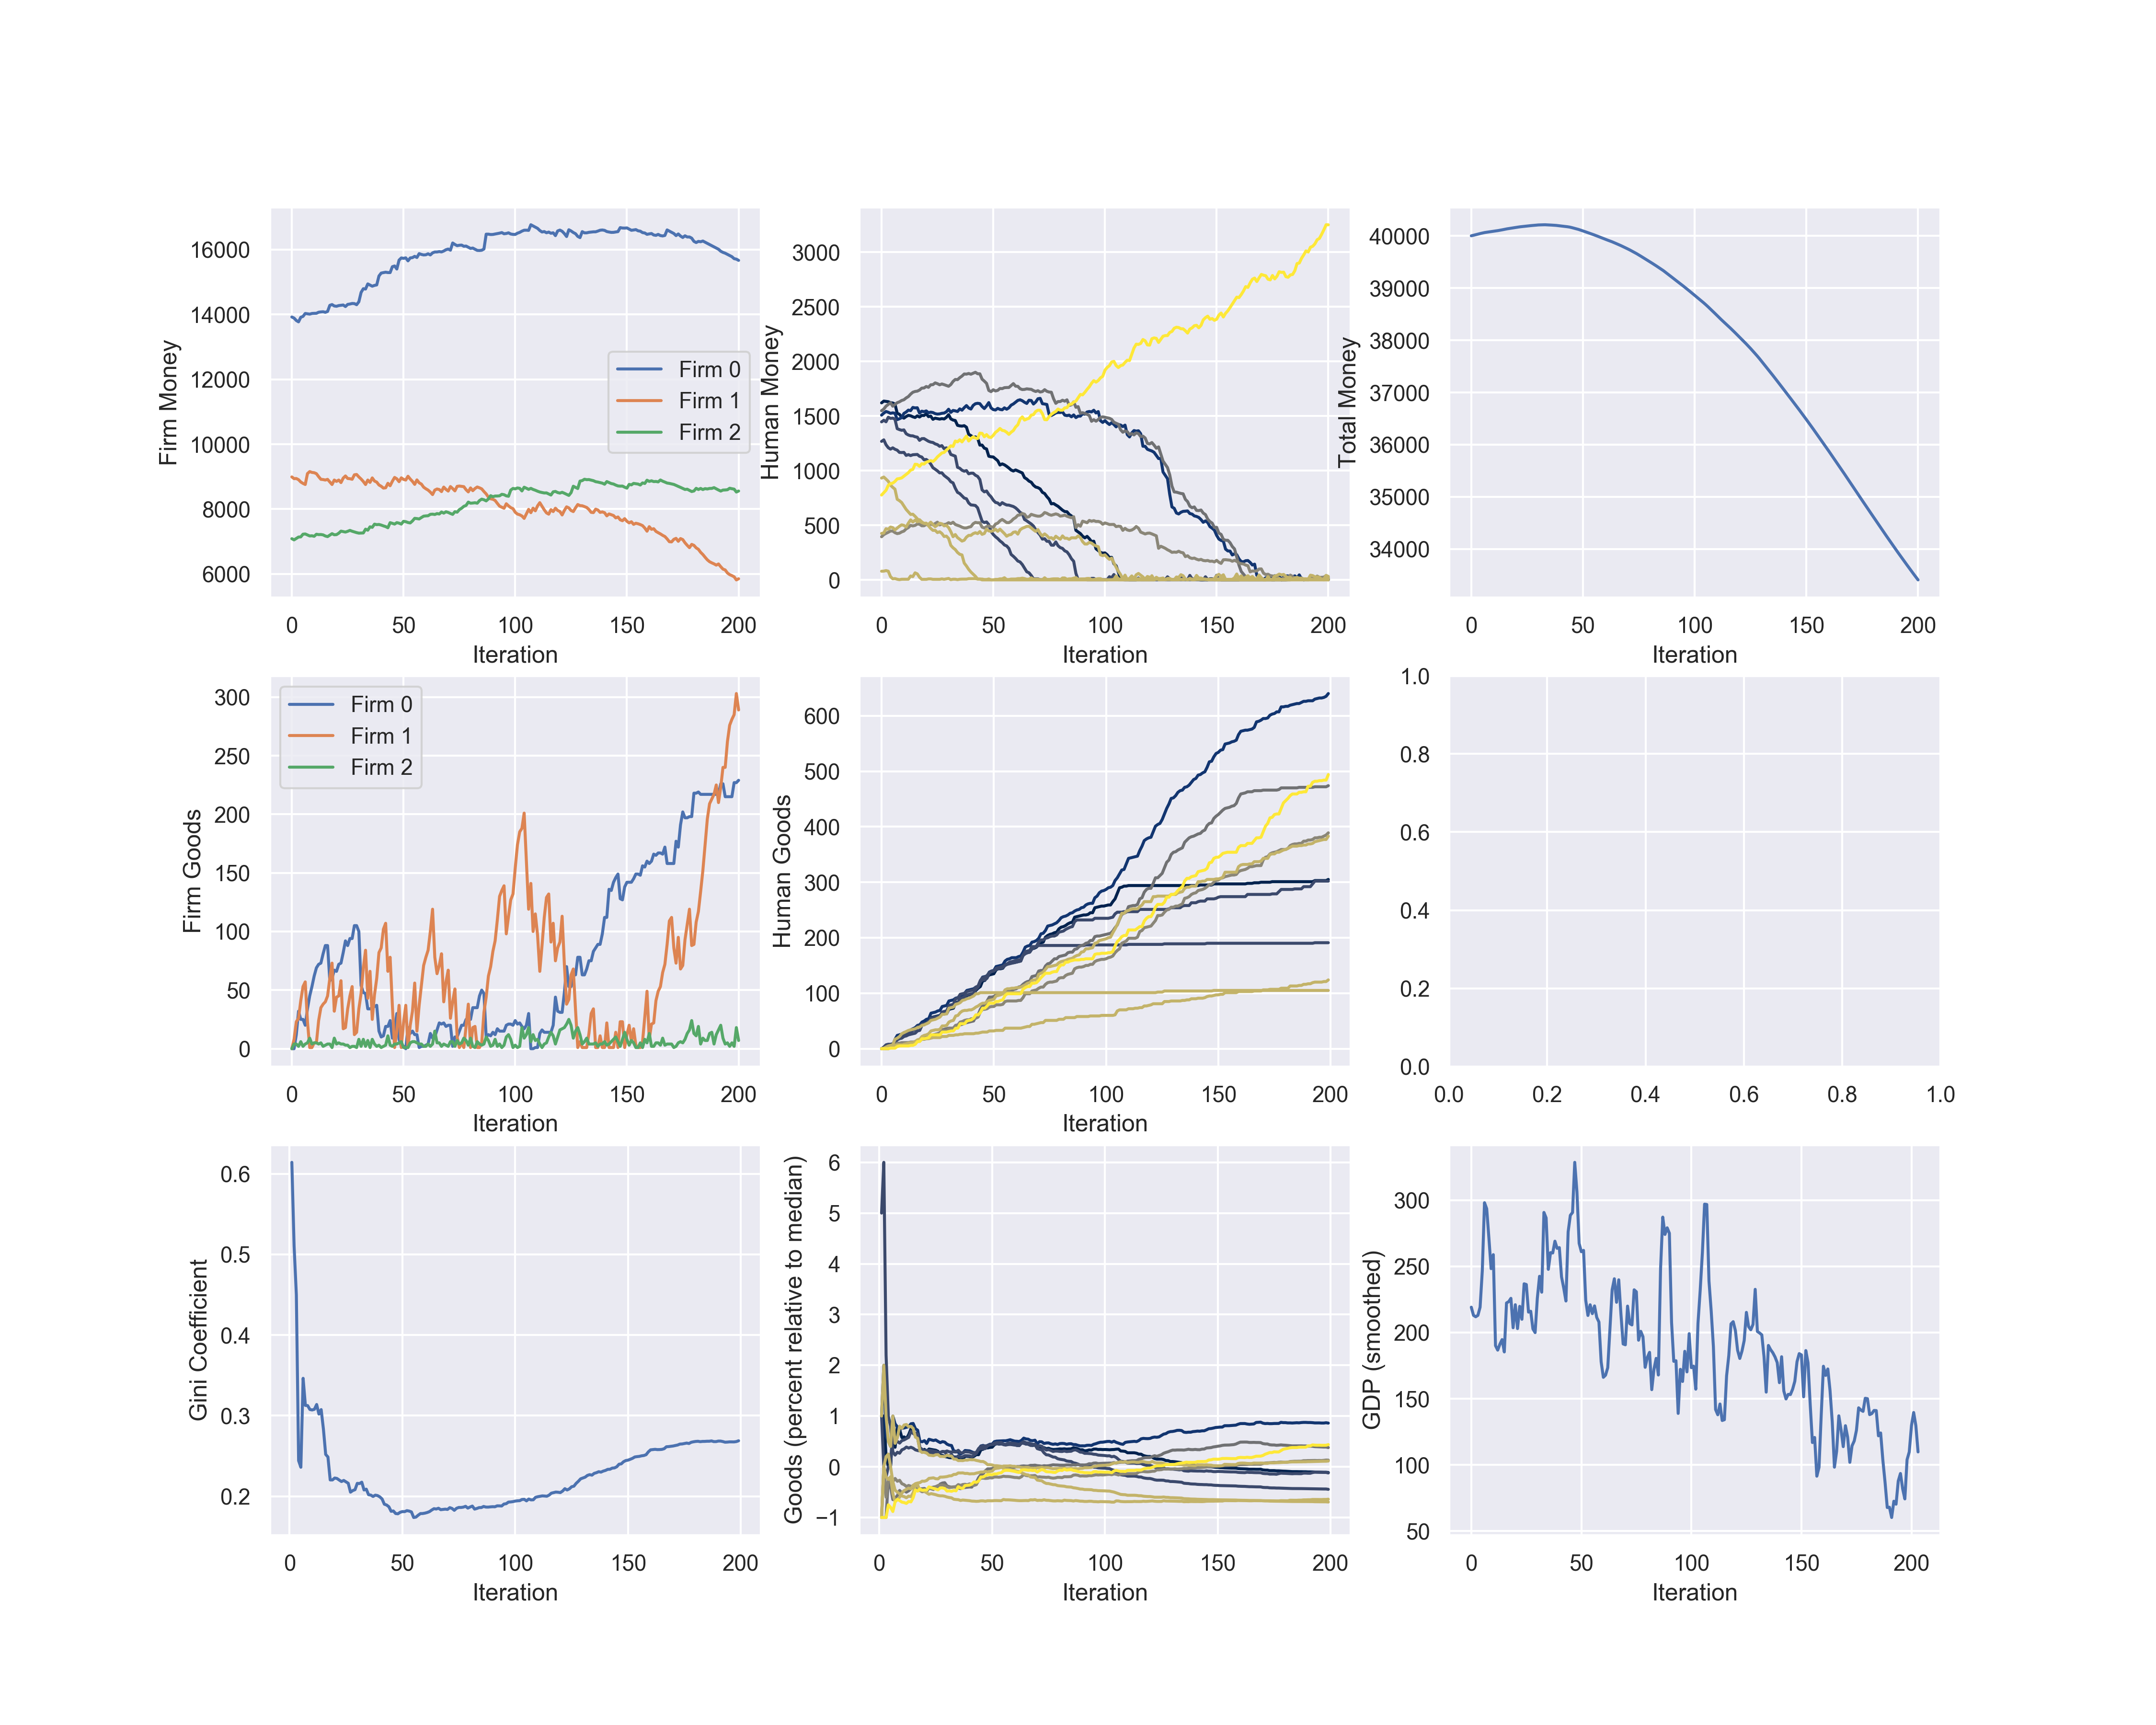 Firm Money
16000
14000
12000
10000
8000
6000
Firm 0
Firm 1
Firm 2
0 50 100 150 200
Iteration
Human Money
3000
2500
2000
1500
1000
500
0
0 50 100 150 200
Iteration
Total Money
40000
39000
38000
37000
36000
35000
34000
0 50 100 150 200
Iteration
Firm Goods
300
250
200
150
100
50
0
Firm 0
Firm 1
Firm 2
0 50 100 150 200
Iteration
Human Goods
600
500
400
300
200
100
0
0 50 100 150 200
Iteration
1.0
0.8
0.6
0.4
0.2
0.0
0.0 0.2 0.4 0.6 0.8 1.0
Gini Coefficient
0.6
0.5
0.4
0.3
0.2
0 50 100 150 200
Iteration
Goods (percent relative to median)
6
5
4
3
2
1
0
−1
0 50 100 150 200
Iteration
GDP (smoothed)
300
250
200
150
100
50
0 50 100 150 200
Iteration